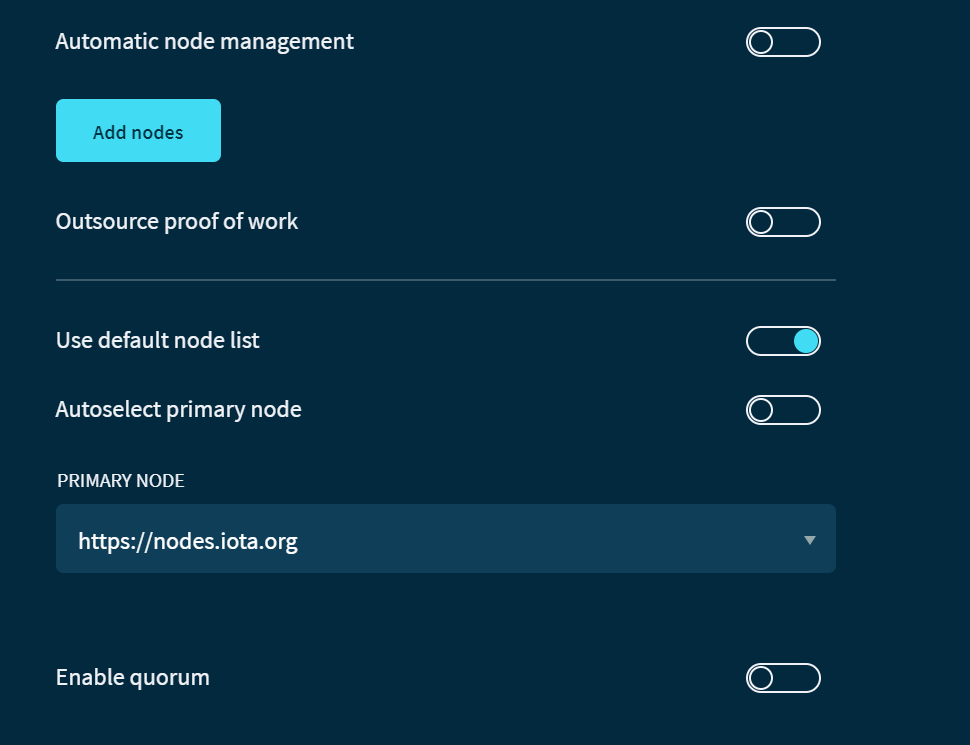 Automatic node management
Add nodes
Outsource proof of work
Use default node list
Autoselect primary node
PRIMARY NODE
https://nodes.iota.org
Enable quorum